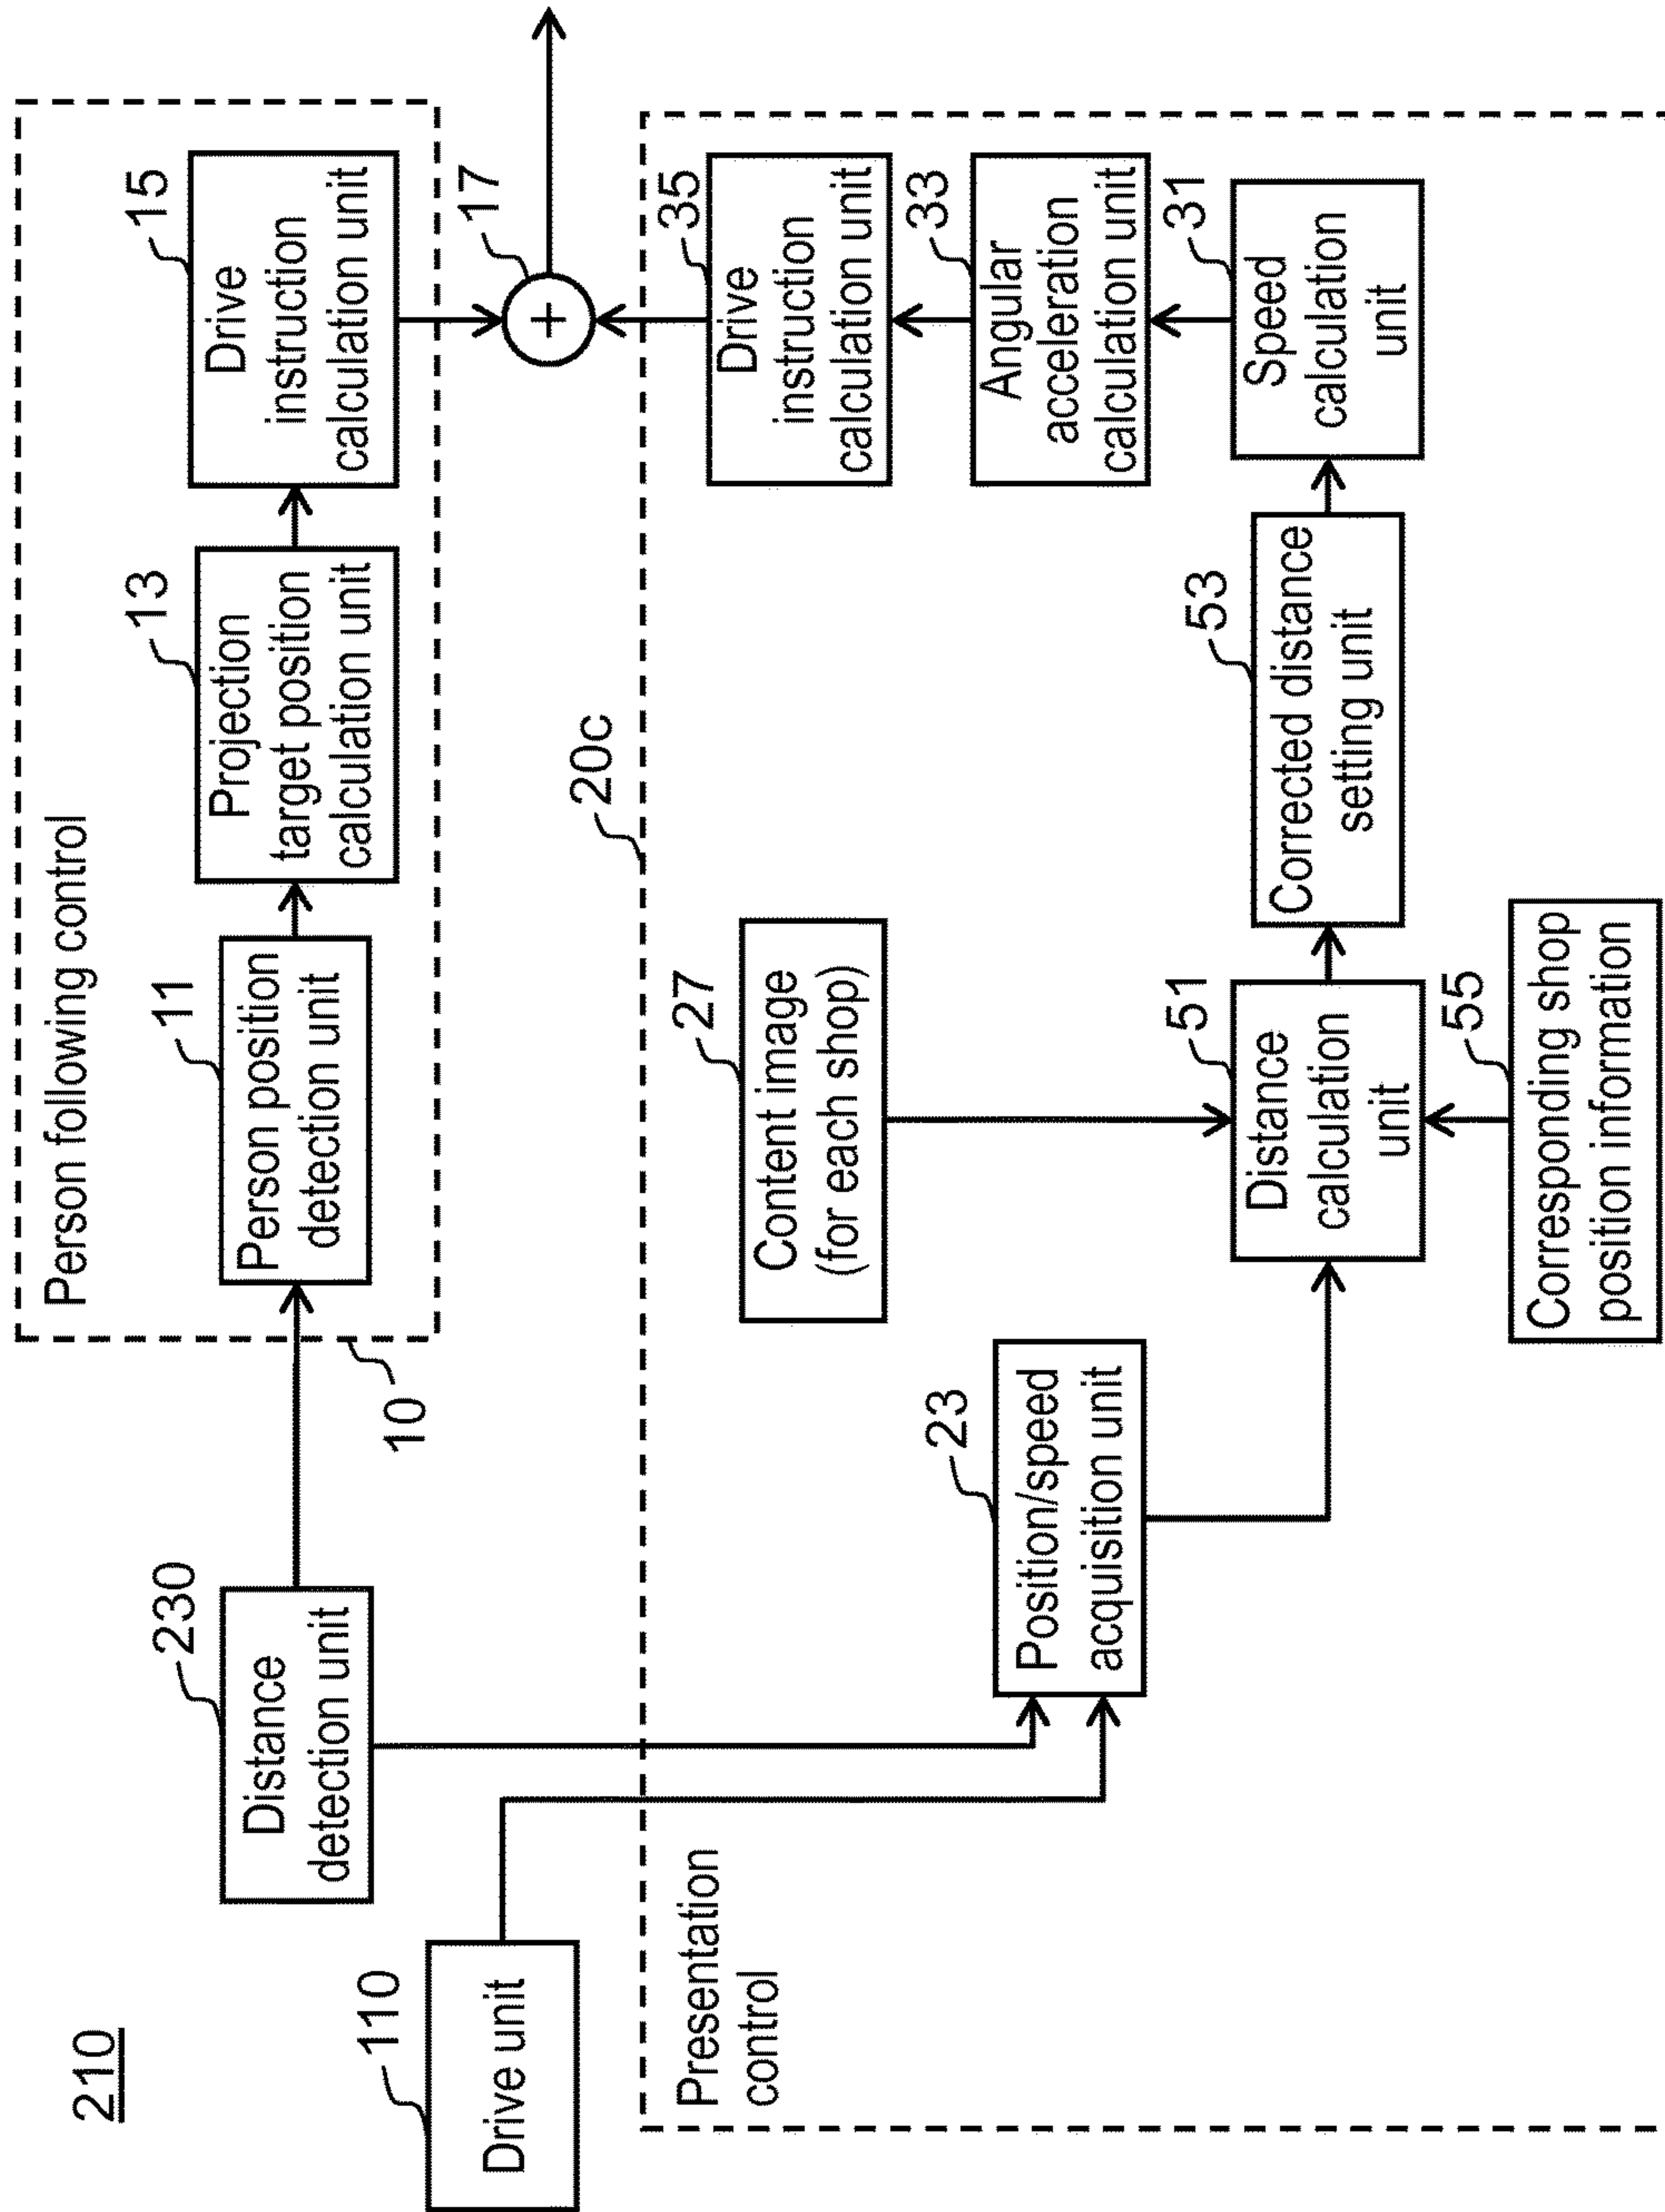 210
Person following control
10
230
Distance
detection unit
11
Person position
detection unit
13
Projection
target position
calculation unit
15
Drive
instruction
calculation unit
110
Drive unit
17
+
20c
Presentation
control
23
Position/speed
acquisition unit
27
Content image
(for each shop)
51
Distance
calculation
unit
55
Corresponding shop
position information
53
Corrected distance
setting unit
31
Speed
calculation
unit
33
Angular
acceleration
calculation unit
35
Drive
instruction
calculation unit